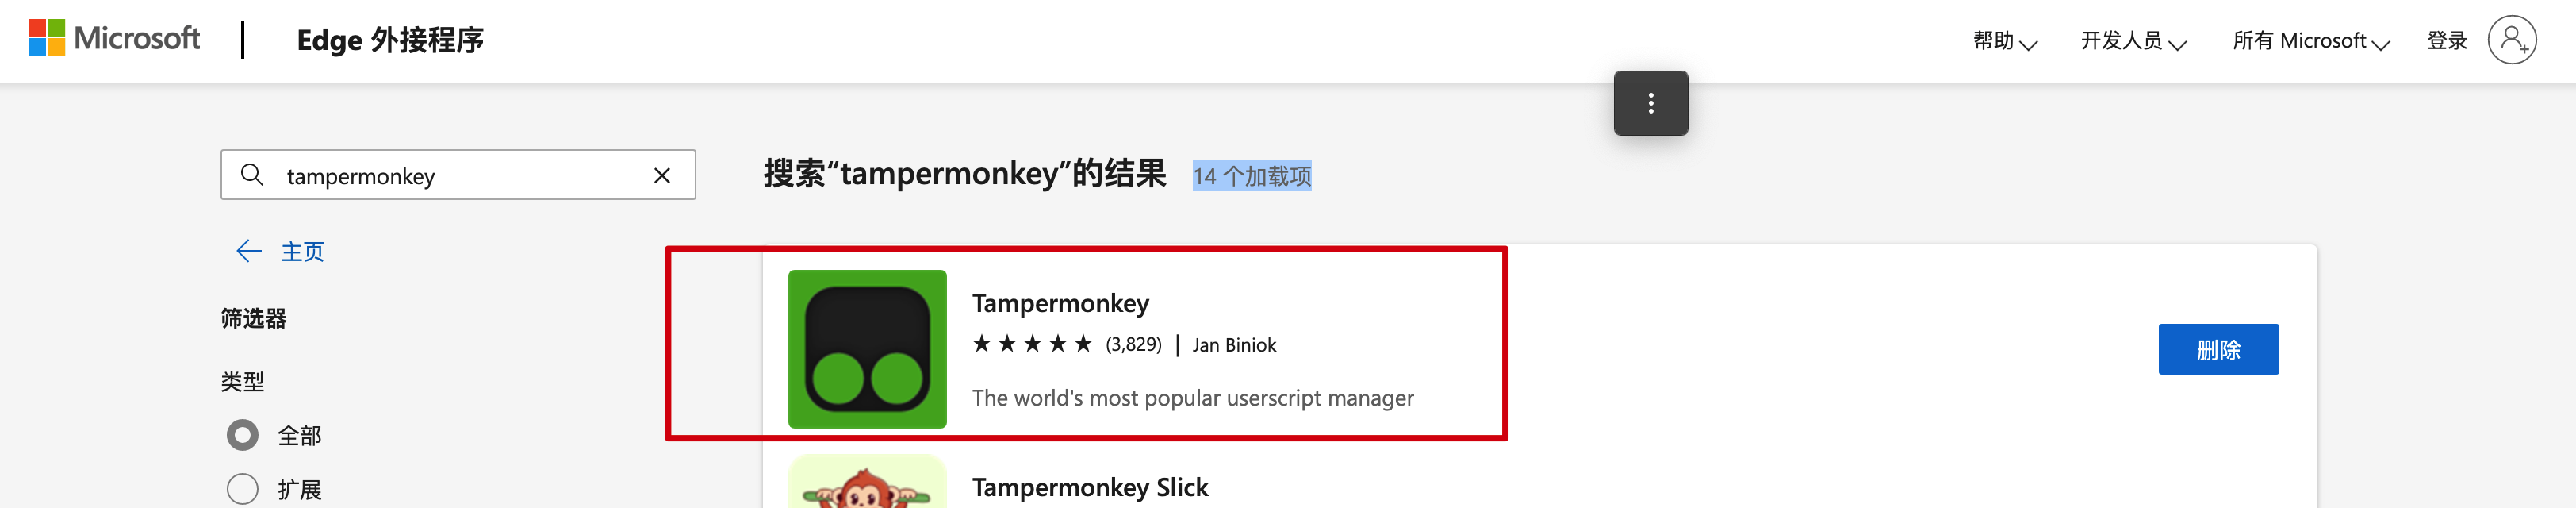 Microsoft | Edge 外接程序 帮助 开发人员 所有 Microsoft 登录
tampermonkey
搜索“tampermonkey”的结果 14 个加载项
主页
筛选器
类型
全部
扩展
Tampermonkey
★★★★★ (3,829) | Jan Biniok
The world's most popular userscript manager
删除
Tampermonkey Slick